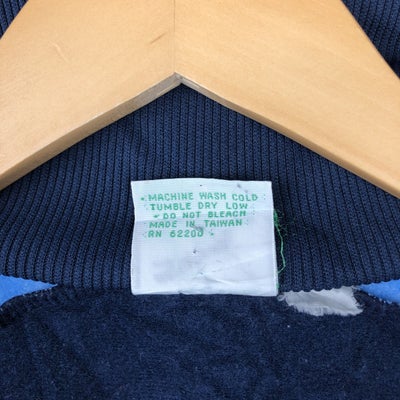 • MACHINE WASH COLD
TUMBLE DRY LOW
• DO NOT BLEACH
MADE IN TAIWAN
RN 62200